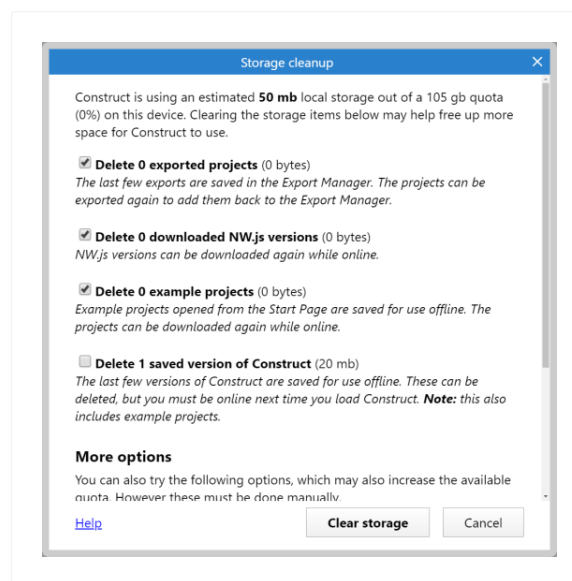 Storage cleanup
Construct is using an estimated 50 mb local storage out of a 105 gb quota
(0%) on this device. Clearing the storage items below may help free up more
space for Construct to use.
Delete 0 exported projects (0 bytes)
The last few exports are saved in the Export Manager. The projects can be
exported again to add them back to the Export Manager.
Delete 0 downloaded NW.js versions (0 bytes)
NW.js versions can be downloaded again while online.
Delete 0 example projects (0 bytes)
Example projects opened from the Start Page are saved for use offline. The
projects can be downloaded again while online.
Delete 1 saved version of Construct (20 mb)
The last few versions of Construct are saved for use offline. These can be
deleted, but you must be online next time you load Construct. Note: this also
includes example projects.
More options
You can also try the following options, which may also increase the available
quota. However these must be done manually.
Help
Clear storage
Cancel